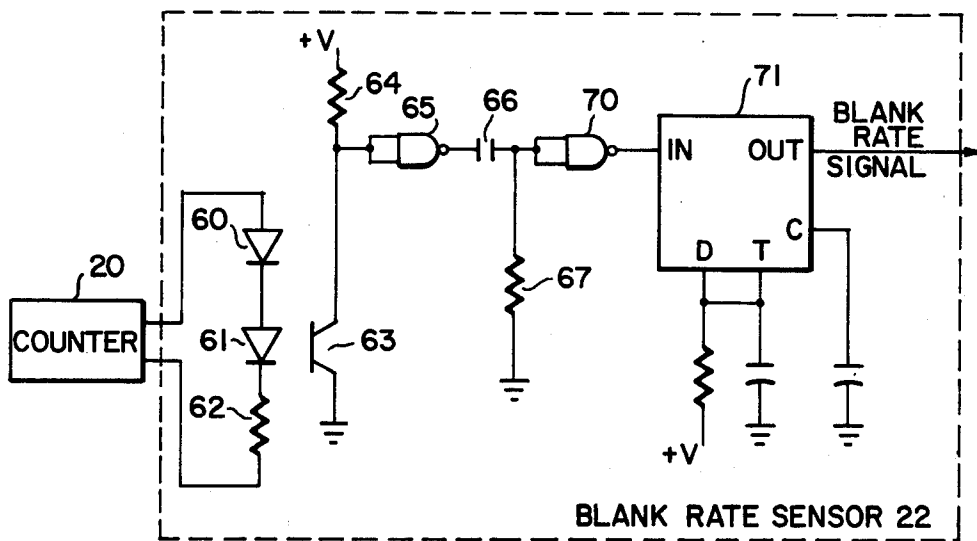 +V
64
65
66
70
71
BLANK
RATE
SIGNAL
IN
OUT
C
D
T
60
20
COUNTER
61
63
67
62
+V
BLANK RATE SENSOR 22